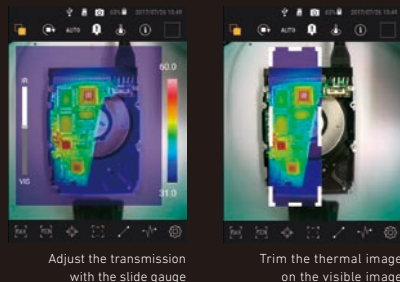 AUTO
AUTO
60.0
IR
VIS
31.0
Adjust the transmission
with the slide gauge
Trim the thermal image
on the visible image